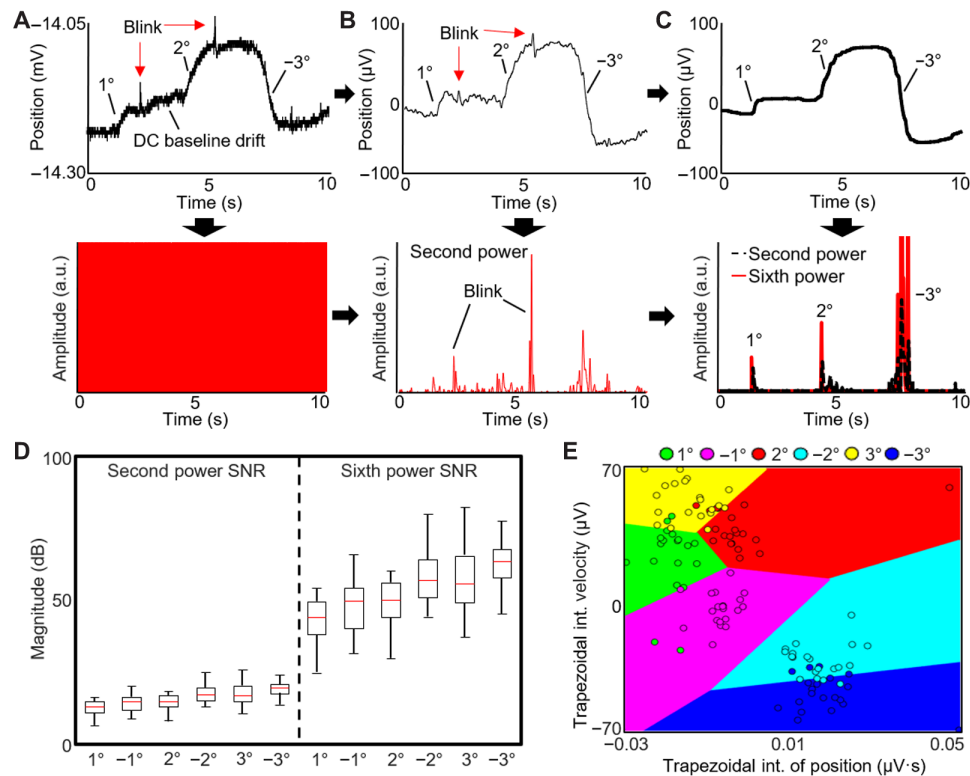 A
−14.05
Blink
Position (mV)
1°
2°
−3°
DC baseline drift
−14.30
0
5
10
Time (s)
B
100
Blink
Position (µV)
1°
2°
−3°
0
−100
0
5
10
Time (s)
C
100
Position (µV)
1°
2°
−3°
0
−100
0
5
10
Time (s)
Amplitude (a.u.)
0
5
10
Time (s)
Second power
Blink
Amplitude (a.u.)
0
5
10
Time (s)
Second power
Sixth power
−3°
2°
1°
Amplitude (a.u.)
0
5
10
Time (s)
D
100
Second power SNR
Sixth power SNR
Magnitude (dB)
50
0
1° −1° 2° −2° 3° −3° 1° −1° 2° −2° 3° −3°
E
1° −1° 2° −2° 3° −3°
70
Trapezoidal int. velocity (µV)
0
−70
−0.03 0.01 0.05
Trapezoidal int. of position (µV·s)